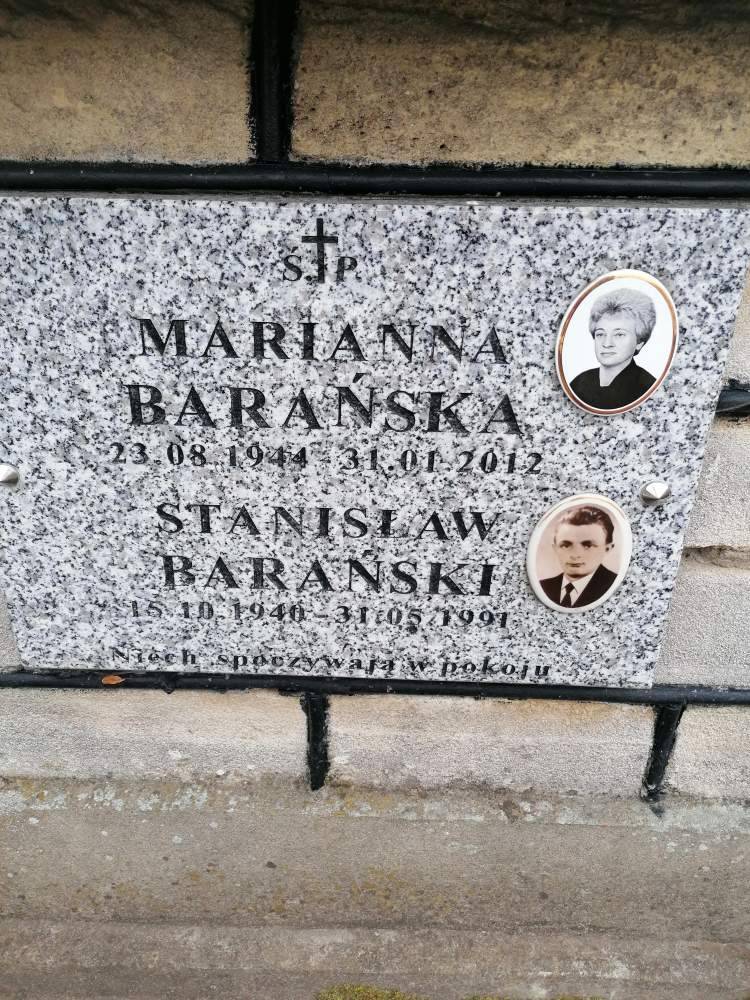 Ś✝P
MARIANNA
BARAŃSKA
23.08.1944 - 31.01.2012
STANISŁAW
BARAŃSKI
15.10.1940 - 31.05.1991
Niech spoczywają w pokoju